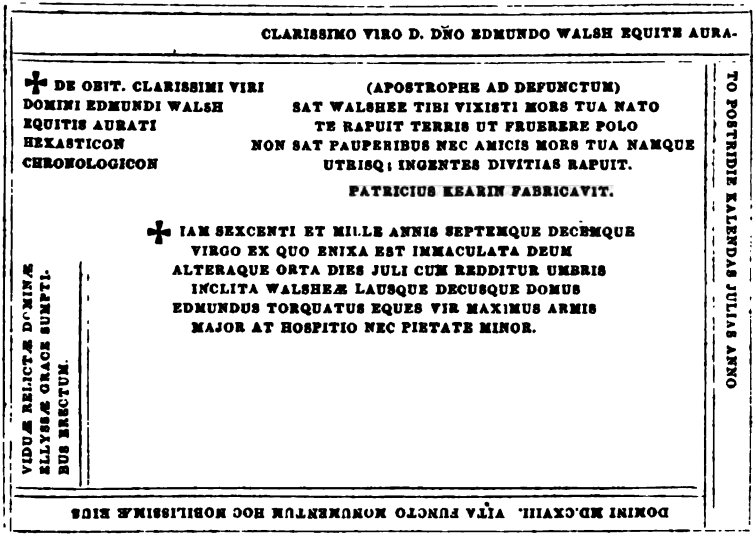 CLARISSIMO VIRO D. DÑO EDMUNDO WALSH EQUITE AURA-
TO POSTRIDIE KALENDAS JULIAS ANNO
DOMINI MD.CXVIII. VITA FUNCTO MONUMENTUM HOC NOBILISSIMÆ EIUS
VIDUÆ RELICTÆ DOMINÆ
ELLYSSÆ GRACE SUMPTI-
BUS ERECTUM.
✠ DE OBIT. CLARISSIMI VIRI
DOMINI EDMUNDI WALSH
EQUITIS AURATI
HEXASTICON
CHRONOLOGICON
(APOSTROPHE AD DEFUNCTUM)
SAT WALSHEE TIBI VIXISTI MORS TUA NATO
TE RAPUIT TERRIS UT FRUERERE POLO
NON SAT PAUPERIBUS NEC AMICIS MORS TUA NAMQUE
UTRISQ; INGENTES DIVITIAS RAPUIT.
PATRICIUS KEARIN FABRICAVIT.
✠ IAM SEXCENTI ET MILLE ANNIS SEPTEMQUE DECEMQUE
VIRGO EX QUO ENIXA EST IMMACULATA DEUM
ALTERAQUE ORTA DIES JULI CUM REDDITUR UMBRIS
INCLITA WALSHEÆ LAUSQUE DECUSQUE DOMUS
EDMUNDUS TORQUATUS EQUES VIR MAXIMUS ARMIS
MAJOR AT HOSPITIO NEC PIETATE MINOR.